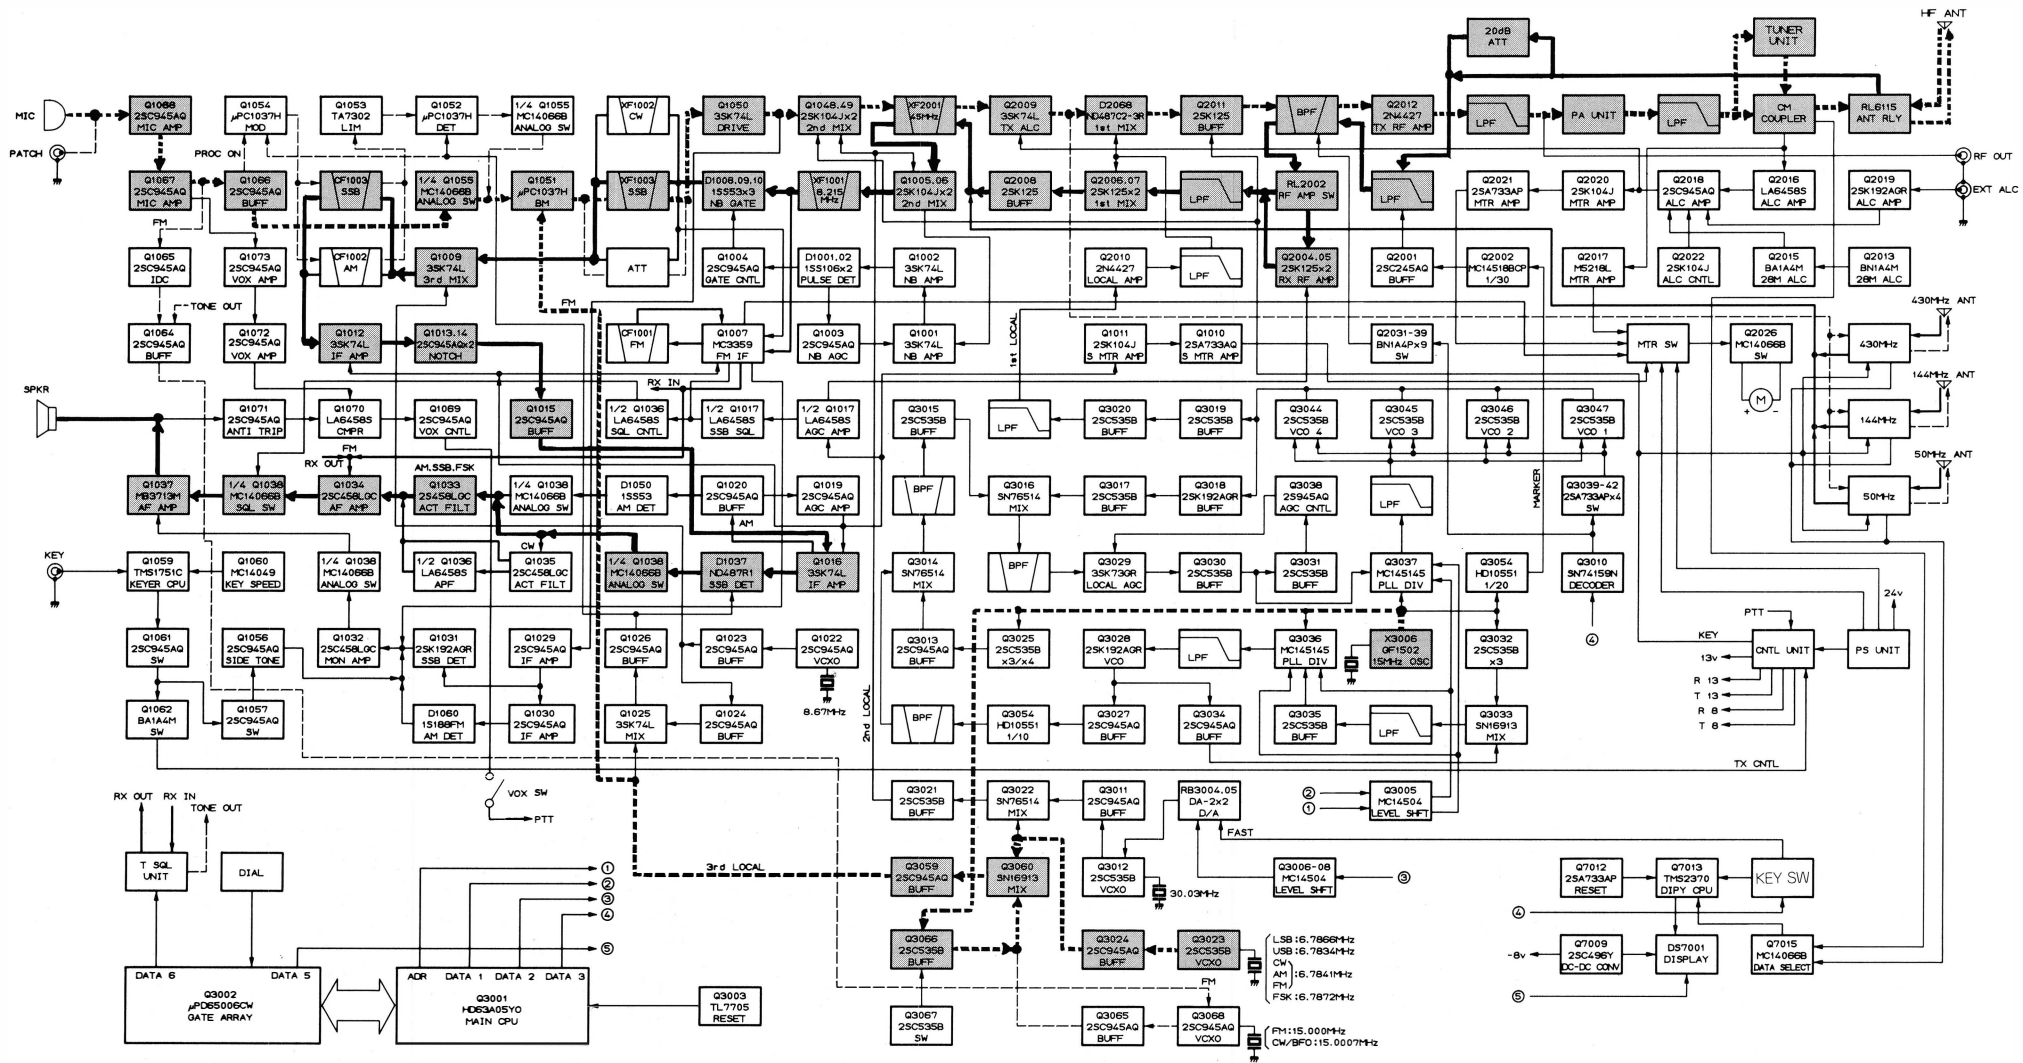 HF ANT
20dB
ATT
TUNER
UNIT
MIC
Q1068
2SC945AQ
MIC AMP
Q1054
μPC1037H
MOD
Q1053
TA7302
LIM
Q1052
μPC1037H
DET
1/4 Q1055
MC14066B
ANALOG SW
XF1002
CW
Q1050
3SK74L
DRIVE
Q1048.49
2SK104Jx2
2nd MIX
XF2001
45MHz
Q2009
3SK74L
TX ALC
D2068
ND487C2-3R
1st MIX
Q2011
2SK125
BUFF
BPF
Q2012
2N4427
TX RF AMP
LPF
PA UNIT
LPF
CM
COUPLER
RL6115
ANT RLY
PATCH
PROC ON
RF OUT
Q1067
2SC945AQ
MIC AMP
Q1066
2SC945AQ
BUFF
CF1003
SSB
1/4 Q1055
MC14066B
ANALOG SW
Q1051
μPC1037H
BM
XF1003
SSB
D1008.09,10
1SS53x3
NB GATE
XF1001
8.215
MHz
Q1005.06
2SK104Jx2
2nd MIX
Q2008
2SK125
BUFF
Q2006.07
2SK125x2
1st MIX
LPF
RL2002
RF AMP SW
LPF
Q2021
2SA733AP
MTR AMP
Q2020
2SK104J
MTR AMP
Q2018
2SC945AQ
ALC AMP
Q2016
LA6458S
ALC AMP
Q2019
2SK192AGR
ALC AMP
EXT ALC
FM
Q1065
2SC945AQ
IDC
Q1073
2SC945AQ
VOX AMP
CF1002
AM
Q1009
3SK74L
3rd MIX
ATT
Q1004
2SC945AQ
GATE CNTL
D1001.02
1SS106x2
PULSE DET
Q1002
3SK74L
NB AMP
Q2010
2N4427
LOCAL AMP
LPF
Q2004.05
2SK125x2
RX RF AMP
Q2001
2SC245AQ
BUFF
Q2002
MC14518BCP
1/30
Q2017
M5218L
MTR AMP
Q2022
2SK104J
ALC CNTL
Q2015
BA1A4M
28M ALC
Q2013
BN1A4M
28M ALC
TONE OUT
FM
430MHz ANT
Q1064
2SC945AQ
BUFF
Q1072
2SC945AQ
VOX AMP
Q1012
3SK74L
IF AMP
Q1013.14
2SC945AQx2
NOTCH
CF1001
FM
Q1007
MC3359
FM IF
Q1003
2SC945AQ
NB AGC
Q1001
3SK74L
NB AMP
1st LOCAL
Q1011
2SK104J
S MTR AMP
Q1010
2SA733AQ
S MTR AMP
Q2031-39
BN1A4Px9
SW
MTR SW
Q2026
MC14066B
SW
430MHz
144MHz ANT
RX IN
SPKR
Q1071
2SC945AQ
ANTI TRIP
Q1070
LA6458S
CMPR
Q1069
2SC945AQ
VOX CNTL
Q1015
2SC945AQ
BUFF
1/2 Q1036
LA6458S
SQL CNTL
1/2 Q1017
LA6458S
SSB SQL
1/2 Q1017
LA6458S
AGC AMP
Q3015
2SC535B
BUFF
LPF
Q3020
2SC535B
BUFF
Q3019
2SC535B
BUFF
Q3044
2SC535B
VCO 4
Q3045
2SC535B
VCO 3
Q3046
2SC535B
VCO 2
Q3047
2SC535B
VCO 1
M
+ -
144MHz
FM
RX OUT
AM.SSB.FSK
50MHz ANT
Q1037
MB3713M
AF AMP
1/4 Q1038
MC14066B
SQL SW
Q1034
2SC458LGC
AF AMP
Q1033
2S458LGC
ACT FILT
1/4 Q1038
MC14066B
ANALOG SW
D1050
1SS53
AM DET
Q1020
2SC945AQ
BUFF
Q1019
2SC945AQ
AGC AMP
BPF
Q3016
SN76514
MIX
Q3017
2SC535B
BUFF
Q3018
2SK192AGR
BUFF
Q3038
2S945AQ
AGC CNTL
LPF
MARKER
Q3039-42
2SA733APx4
SW
50MHz
AM
CW
KEY
Q1059
TMS1751C
KEYER CPU
Q1060
MC14049
KEY SPEED
1/4 Q1038
MC14066B
ANALOG SW
1/2 Q1036
LA6458S
APF
Q1035
2SC458LGC
ACT FILT
1/4 Q1038
MC14066B
ANALOG SW
D1037
ND487R1
SSB DET
Q1016
3SK74L
IF AMP
Q3014
SN76514
MIX
BPF
Q3029
3SK73GR
LOCAL AGC
Q3030
2SC535B
BUFF
Q3031
2SC535B
BUFF
Q3037
MC145145
PLL DIV
Q3054
HD10551
1/20
Q3010
SN74159N
DECODER
24v
PTT
KEY
④
Q1061
2SC945AQ
SW
Q1056
2SC945AQ
SIDE TONE
Q1032
2SC458LGC
MON AMP
Q1031
2SK192AGR
SSB DET
Q1029
2SC945AQ
IF AMP
Q1026
2SC945AQ
BUFF
Q1023
2SC945AQ
BUFF
Q1022
2SC945AQ
VCXO
Q3013
2SC945AQ
BUFF
Q3025
2SC535B
x3/x4
Q3028
2SK192AGR
VCO
LPF
Q3036
MC145145
PLL DIV
X3006
GF1502
15MHz OSC
Q3032
2SC535B
x3
CNTL UNIT
PS UNIT
13v
R 13
T 13
R 8
T 8
8.67MHz
2nd LOCAL
Q1062
BA1A4M
SW
Q1057
2SC945AQ
SW
D1060
1S188FM
AM DET
Q1030
2SC945AQ
IF AMP
Q1025
3SK74L
MIX
Q1024
2SC945AQ
BUFF
BPF
Q3054
HD10551
1/10
Q3027
2SC945AQ
BUFF
Q3034
2SC945AQ
BUFF
Q3035
2SC535B
BUFF
LPF
Q3033
SN16913
MIX
TX CNTL
VOX SW
PTT
RX OUT
RX IN
TONE OUT
Q3021
2SC535B
BUFF
Q3022
SN76514
MIX
Q3011
2SC945AQ
BUFF
RB3004.05
DA-2x2
D/A
②
①
Q3005
MC14504
LEVEL SHFT
FAST
T SQL
UNIT
DIAL
3rd LOCAL
Q3059
2SC945AQ
BUFF
Q3060
SN16913
MIX
Q3012
2SC535B
VCXO
30.03MHz
Q3006-08
MC14504
LEVEL SHFT
③
Q7012
2SA733AP
RESET
Q7013
TMS2370
DIPY CPU
KEY SW
①
②
③
④
⑤
④
Q3066
2SC535B
BUFF
Q3024
2SC945AQ
BUFF
Q3023
2SC535B
VCXO
LSB:6.7866MHz
USB:6.7834MHz
CW
AM
FM
:6.7841MHz
FSK:6.7872MHz
-8v
Q7009
2SC496Y
DC-DC CONV
DS7001
DISPLAY
Q7015
MC14066B
DATA SELECT
⑤
DATA 6
DATA 5
Q3002
μPD65006CW
GATE ARRAY
ADR
DATA 1
DATA 2
DATA 3
Q3001
HD63A05YO
MAIN CPU
Q3003
TL7705
RESET
Q3067
2SC535B
SW
Q3065
2SC945AQ
BUFF
FM
Q3068
2SC945AQ
VCXO
FM:15.000MHz
CW/BFO:15.0007MHz